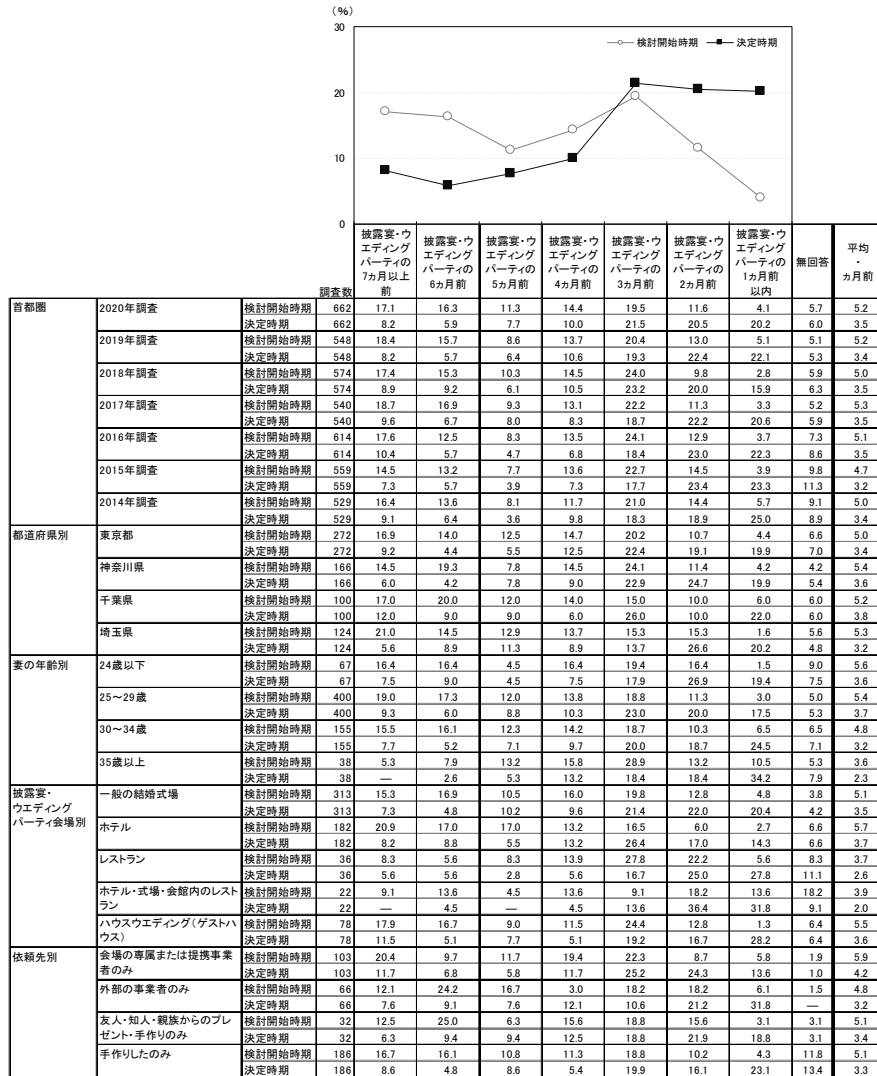 (%)
30
検討開始時期 決定時期
20
10
0
調査数 披露宴・ウエディングパーティの7ヵ月以上前 披露宴・ウエディングパーティの6ヵ月前 披露宴・ウエディングパーティの5ヵ月前 披露宴・ウエディングパーティの4ヵ月前 披露宴・ウエディングパーティの3ヵ月前 披露宴・ウエディングパーティの2ヵ月前 披露宴・ウエディングパーティの1ヵ月前以内 無回答 平均・ヵ月前
首都圏 2020年調査 検討開始時期 662 17.1 16.3 11.3 14.4 19.5 11.6 4.1 5.7 5.2
決定時期 662 8.2 5.9 7.7 10.0 21.5 20.5 20.2 6.0 3.5
2019年調査 検討開始時期 548 18.4 15.7 8.6 13.7 20.4 13.0 5.1 5.1 5.2
決定時期 548 8.2 5.7 6.4 10.6 19.3 22.4 22.1 5.3 3.4
2018年調査 検討開始時期 574 17.4 15.3 10.3 14.5 24.0 9.8 2.8 5.9 5.0
決定時期 574 8.9 9.2 6.1 10.5 23.2 20.0 15.9 6.3 3.5
2017年調査 検討開始時期 540 18.7 16.9 9.3 13.1 22.2 11.3 3.3 5.2 5.3
決定時期 540 9.6 6.7 8.0 8.3 18.7 22.2 20.6 5.9 3.5
2016年調査 検討開始時期 614 17.6 12.5 8.3 13.5 24.1 12.9 3.7 7.3 5.1
決定時期 614 10.4 5.7 4.7 6.8 18.4 23.0 22.3 8.6 3.5
2015年調査 検討開始時期 559 14.5 13.2 7.7 13.6 22.7 14.5 3.9 9.8 4.7
決定時期 559 7.3 5.7 3.9 7.3 17.7 23.4 23.3 11.3 3.2
2014年調査 検討開始時期 529 16.4 13.6 8.1 11.7 21.0 14.4 5.7 9.1 5.0
決定時期 529 9.1 6.4 3.6 9.8 18.3 18.9 25.0 8.9 3.4
都道府県別 東京都 検討開始時期 272 16.9 14.0 12.5 14.7 20.2 10.7 4.4 6.6 5.0
決定時期 272 9.2 4.4 5.5 12.5 22.4 19.1 19.9 7.0 3.4
神奈川県 検討開始時期 166 14.5 19.3 7.8 14.5 24.1 11.4 4.2 4.2 5.4
決定時期 166 6.0 4.2 7.8 9.0 22.9 24.7 19.9 5.4 3.6
千葉県 検討開始時期 100 17.0 20.0 12.0 14.0 15.0 10.0 6.0 6.0 5.2
決定時期 100 12.0 9.0 9.0 6.0 26.0 10.0 22.0 6.0 3.8
埼玉県 検討開始時期 124 21.0 14.5 12.9 13.7 15.3 15.3 1.6 5.6 5.3
決定時期 124 5.6 8.9 11.3 8.9 13.7 26.6 20.2 4.8 3.2
妻の年齢別 24歳以下 検討開始時期 67 16.4 16.4 4.5 16.4 19.4 16.4 1.5 9.0 5.6
決定時期 67 7.5 9.0 4.5 7.5 17.9 26.9 19.4 7.5 3.6
25～29歳 検討開始時期 400 19.0 17.3 12.0 13.8 18.8 11.3 3.0 5.0 5.4
決定時期 400 9.3 6.0 8.8 10.3 23.0 20.0 17.5 5.3 3.7
30～34歳 検討開始時期 155 15.5 16.1 12.3 14.2 18.7 10.3 6.5 6.5 4.8
決定時期 155 7.7 5.2 7.1 9.7 20.0 18.7 24.5 7.1 3.2
35歳以上 検討開始時期 38 5.3 7.9 13.2 15.8 28.9 13.2 10.5 5.3 3.6
決定時期 38 — 2.6 5.3 13.2 18.4 18.4 34.2 7.9 2.3
披露宴・ウエディングパーティ会場別 一般の結婚式場 検討開始時期 313 15.3 16.9 10.5 16.0 19.8 12.8 4.8 3.8 5.1
決定時期 313 7.3 4.8 10.2 9.6 21.4 22.0 20.4 4.2 3.5
ホテル 検討開始時期 182 20.9 17.0 17.0 13.2 16.5 6.0 2.7 6.6 5.7
決定時期 182 8.2 8.8 5.5 13.2 26.4 17.0 14.3 6.6 3.7
レストラン 検討開始時期 36 8.3 5.6 8.3 13.9 27.8 22.2 5.6 8.3 3.7
決定時期 36 5.6 5.6 2.8 5.6 16.7 25.0 27.8 11.1 2.6
ホテル・式場・会館内のレストラン 検討開始時期 22 9.1 13.6 4.5 13.6 9.1 18.2 13.6 18.2 3.9
決定時期 22 — 4.5 — 4.5 13.6 36.4 31.8 9.1 2.0
ハウスウエディング（ゲストハウス） 検討開始時期 78 17.9 16.7 9.0 11.5 24.4 12.8 1.3 6.4 5.5
決定時期 78 11.5 5.1 7.7 5.1 19.2 16.7 28.2 6.4 3.6
依頼先別 会場の専属または提携事業者のみ 検討開始時期 103 20.4 9.7 11.7 19.4 22.3 8.7 5.8 1.9 5.9
決定時期 103 11.7 6.8 5.8 11.7 25.2 24.3 13.6 1.0 4.2
外部の事業者のみ 検討開始時期 66 12.1 24.2 16.7 3.0 18.2 18.2 6.1 1.5 4.8
決定時期 66 7.6 9.1 7.6 12.1 10.6 21.2 31.8 — 3.2
友人・知人・親族からのプレゼント・手作りのみ 検討開始時期 32 12.5 25.0 6.3 15.6 18.8 15.6 3.1 3.1 5.1
決定時期 32 6.3 9.4 9.4 12.5 18.8 21.9 18.8 3.1 3.4
手作りしたのみ 検討開始時期 186 16.7 16.1 10.8 11.3 18.8 10.2 4.3 11.8 5.1
決定時期 186 8.6 4.8 8.6 5.4 19.9 16.1 23.1 13.4 3.3